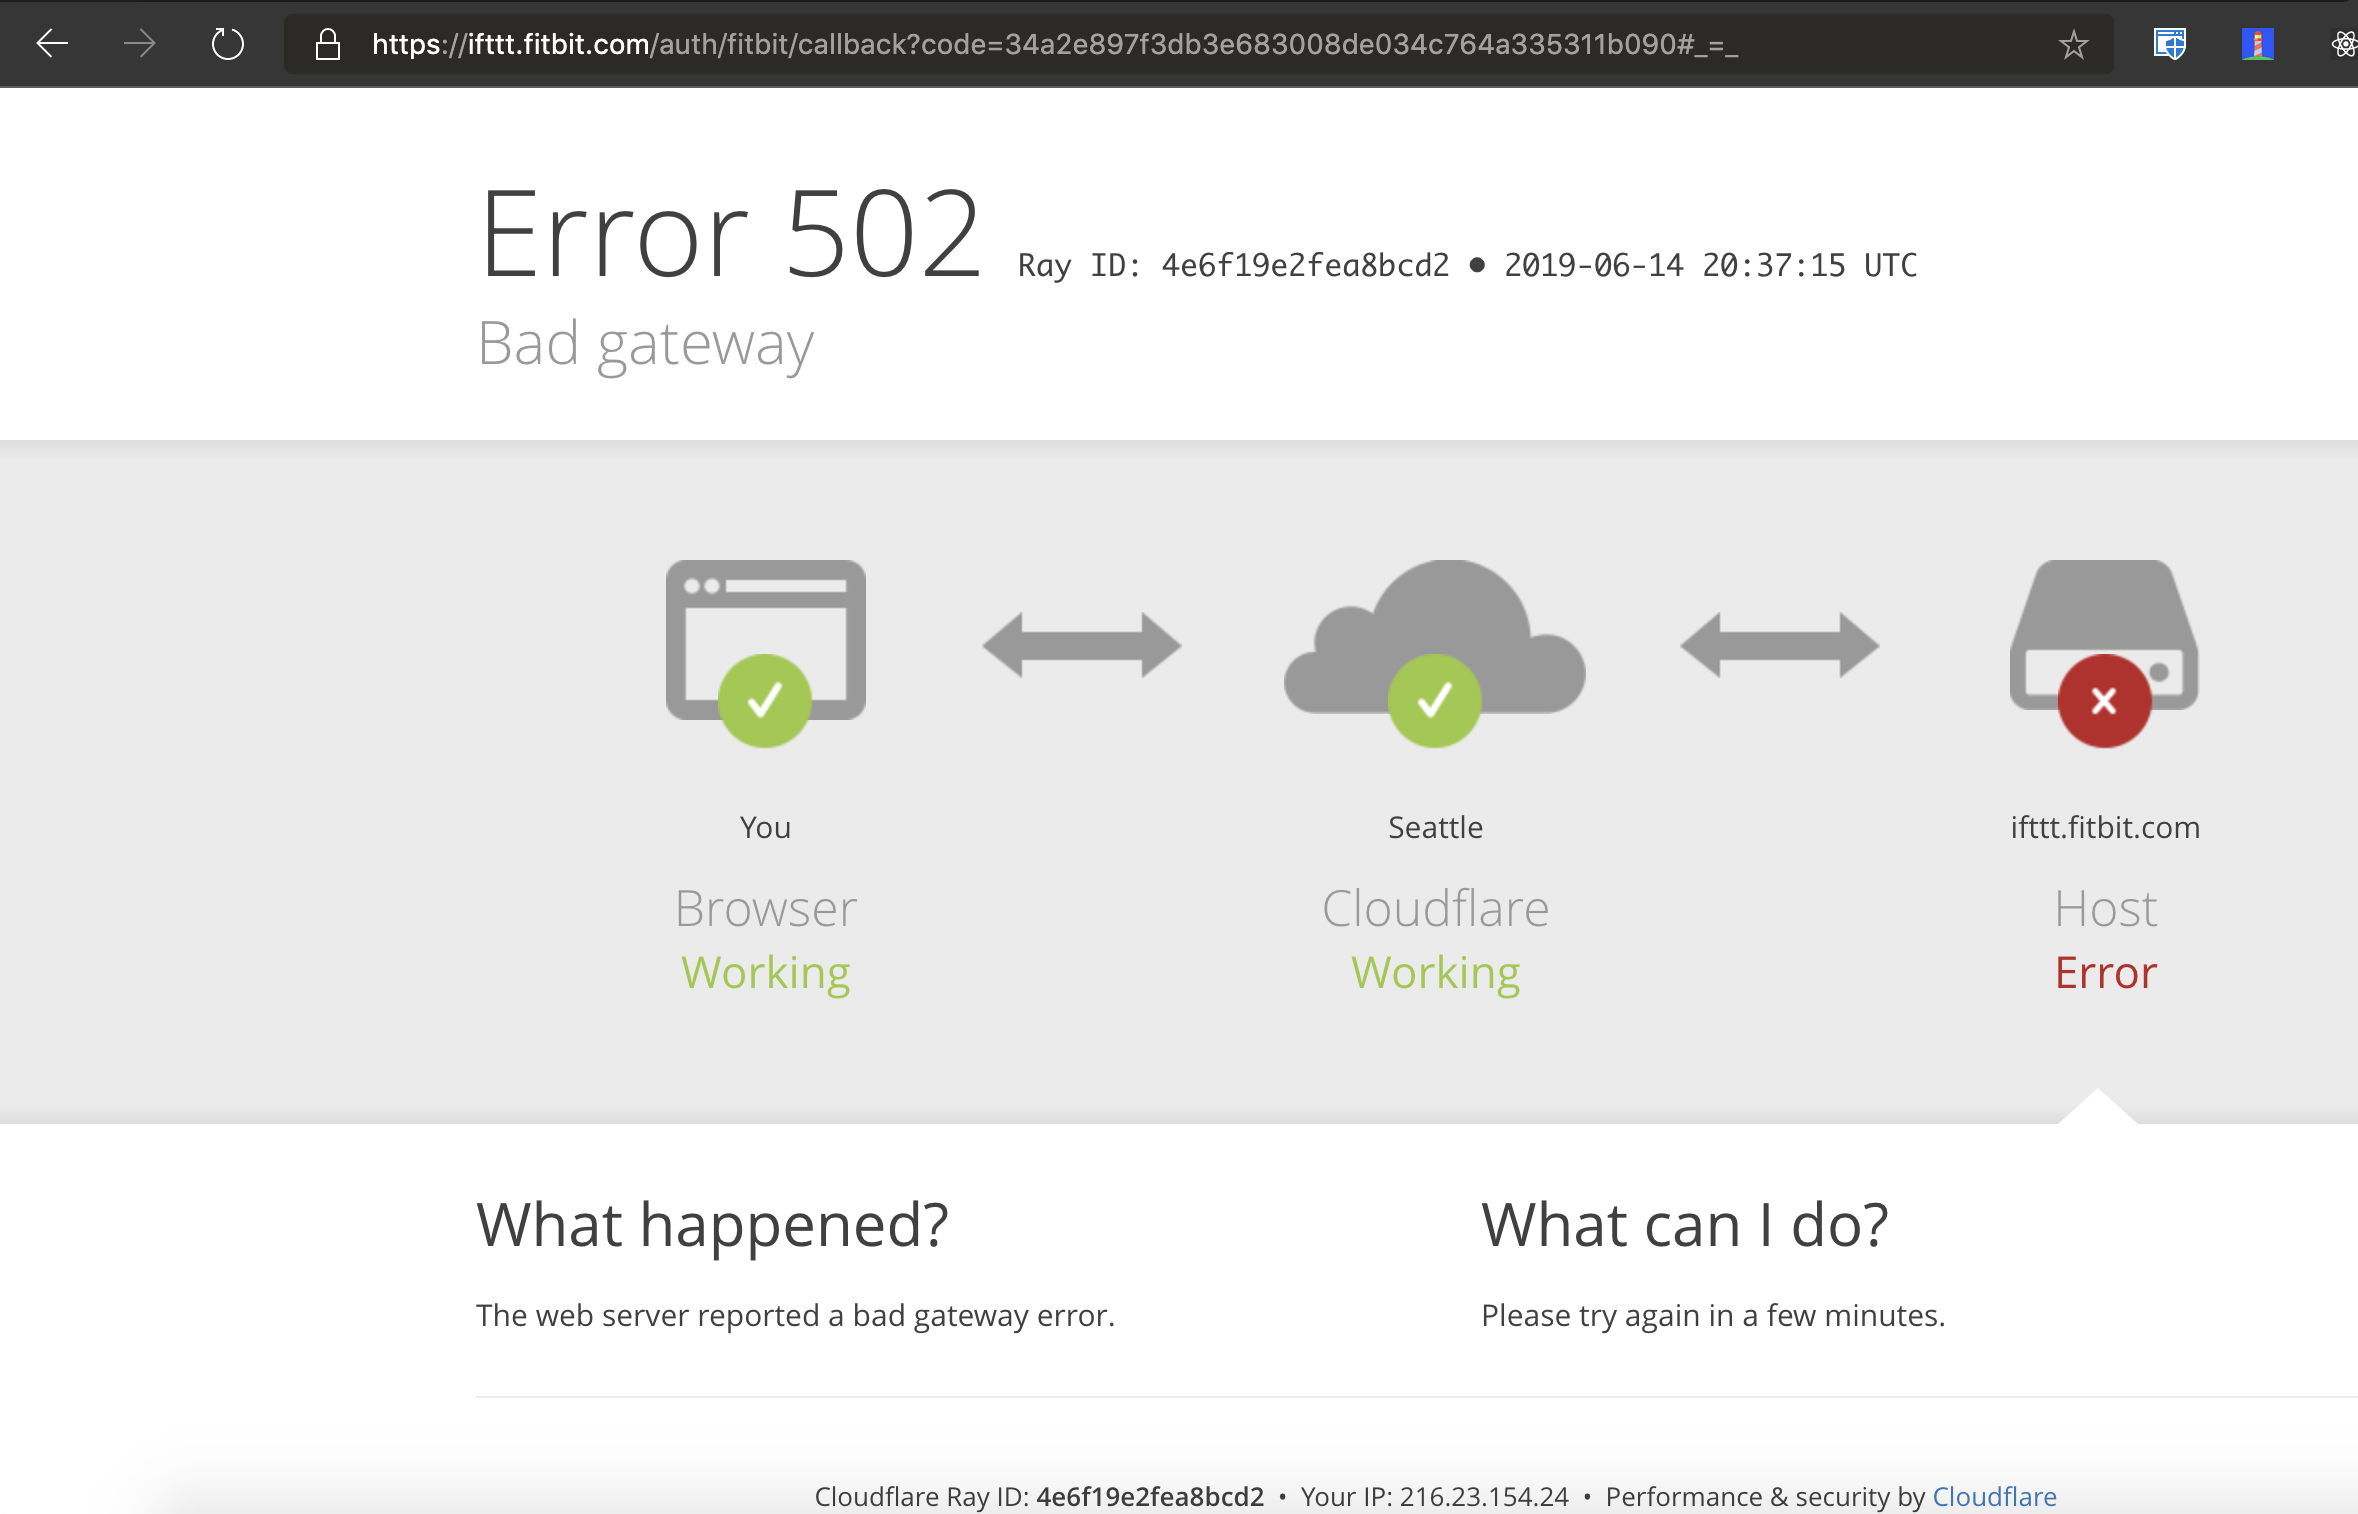 https://ifttt.fitbit.com/auth/fitbit/callback?code=34a2e897f3db3e683008de034c764a335311b090#_=_
Error 502 Ray ID: 4e6f19e2fea8bcd2 • 2019-06-14 20:37:15 UTC
Bad gateway
You
Browser
Working
Seattle
Cloudflare
Working
ifttt.fitbit.com
Host
Error
What happened?
The web server reported a bad gateway error.
What can I do?
Please try again in a few minutes.
Cloudflare Ray ID: 4e6f19e2fea8bcd2 • Your IP: 216.23.154.24 • Performance & security by Cloudflare